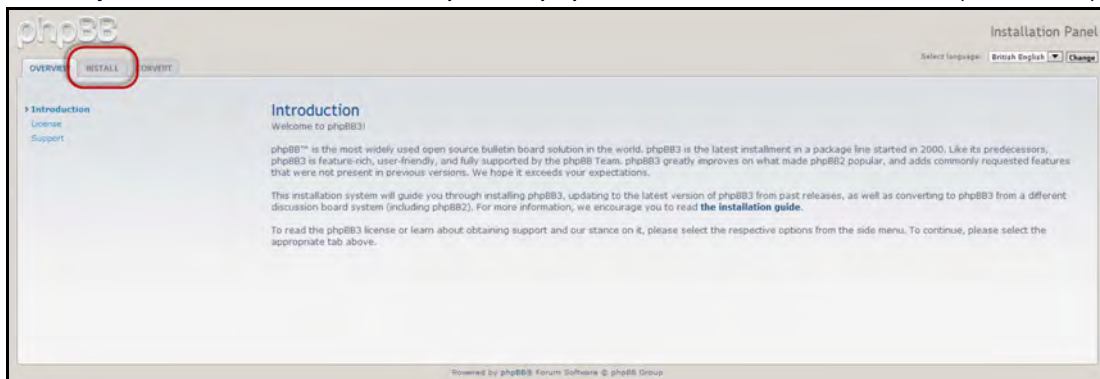 phpBB
Installation Panel
Select language: British English Change
OVERVIEW INSTALL CONVERT
Introduction
License
Support
Introduction
Welcome to phpBB3!
phpBB™ is the most widely used open source bulletin board solution in the world. phpBB3 is the latest installment in a package line started in 2000. Like its predecessors,
phpBB3 is feature-rich, user-friendly, and fully supported by the phpBB Team. phpBB3 greatly improves on what made phpBB2 popular, and adds commonly requested features
that were not present in previous versions. We hope it exceeds your expectations.
This installation system will guide you through installing phpBB3, updating to the latest version of phpBB3 from past releases, as well as converting to phpBB3 from a different
discussion board system (including phpBB2). For more information, we encourage you to read the installation guide.
To read the phpBB3 license or learn about obtaining support and our stance on it, please select the respective options from the side menu. To continue, please select the
appropriate tab above.
Powered by phpBB® Forum Software © phpBB Group